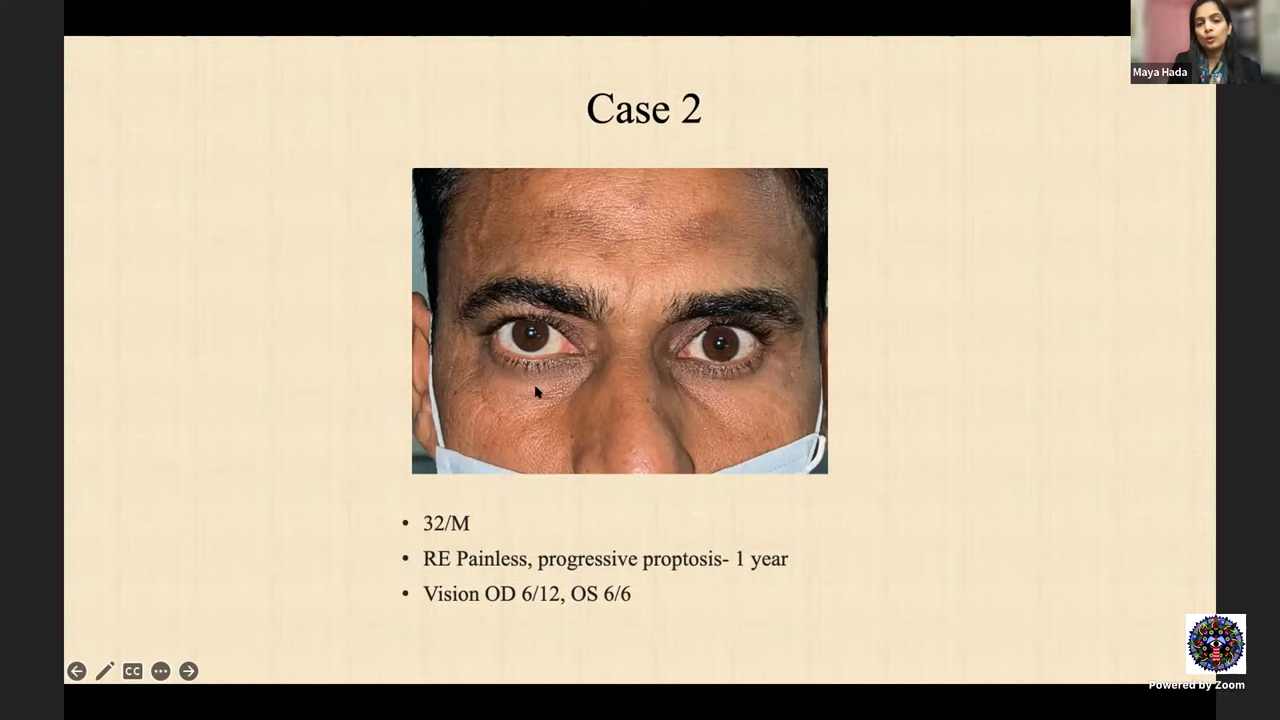 Maya Hada
Case 2
• 32/M
• RE Painless, progressive proptosis- 1 year
• Vision OD 6/12, OS 6/6
CC
Powered by Zoom